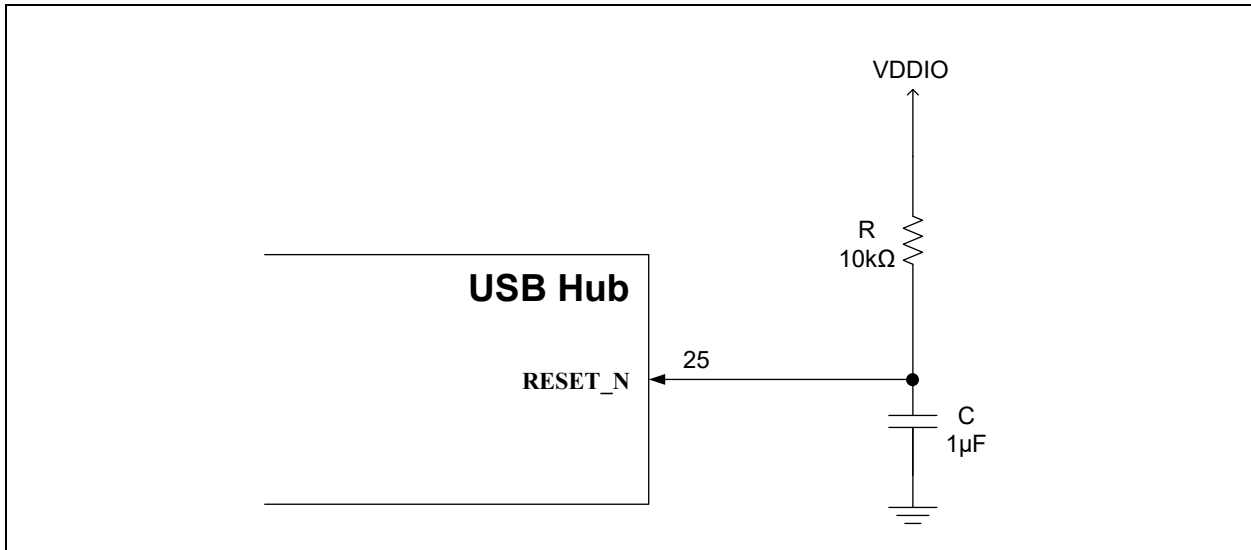 VDDIO
R
10kΩ
USB Hub
25
RESET_N
C
1µF